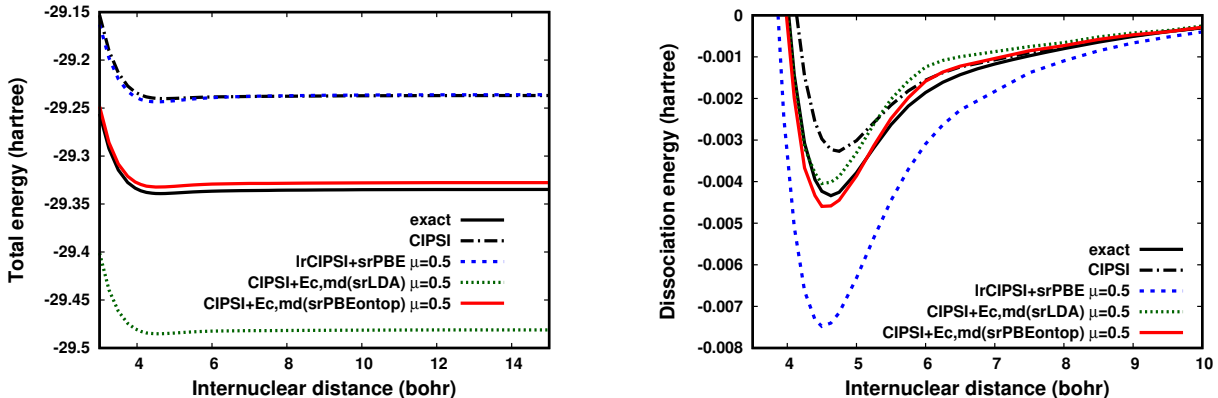 Total energy (hartree)
-29.15
-29.2
-29.25
-29.3
-29.35
-29.4
-29.45
-29.5
4
6
8
10
12
14
Internuclear distance (bohr)
exact
CIPSI
lrCIPSI+srPBE μ=0.5
CIPSI+Ec,md(srLDA) μ=0.5
CIPSI+Ec,md(srPBEontop) μ=0.5
Dissociation energy (hartree)
0
-0.001
-0.002
-0.003
-0.004
-0.005
-0.006
-0.007
-0.008
4
5
6
7
8
9
10
Internuclear distance (bohr)
exact
CIPSI
lrCIPSI+srPBE μ=0.5
CIPSI+Ec,md(srLDA) μ=0.5
CIPSI+Ec,md(srPBEontop) μ=0.5